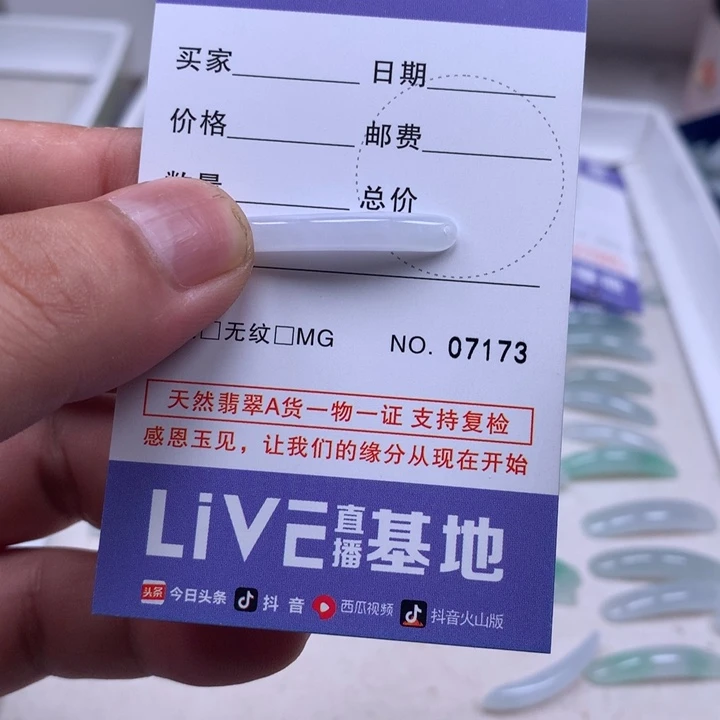 买家 日期
价格 邮费
数量 总价
□无纹□MG NO. 07173
天然翡翠A货一物一证 支持复检
感恩玉见，让我们的缘分从现在开始
LiVE直播基地
头条 今日头条 抖音 西瓜视频 抖音火山版